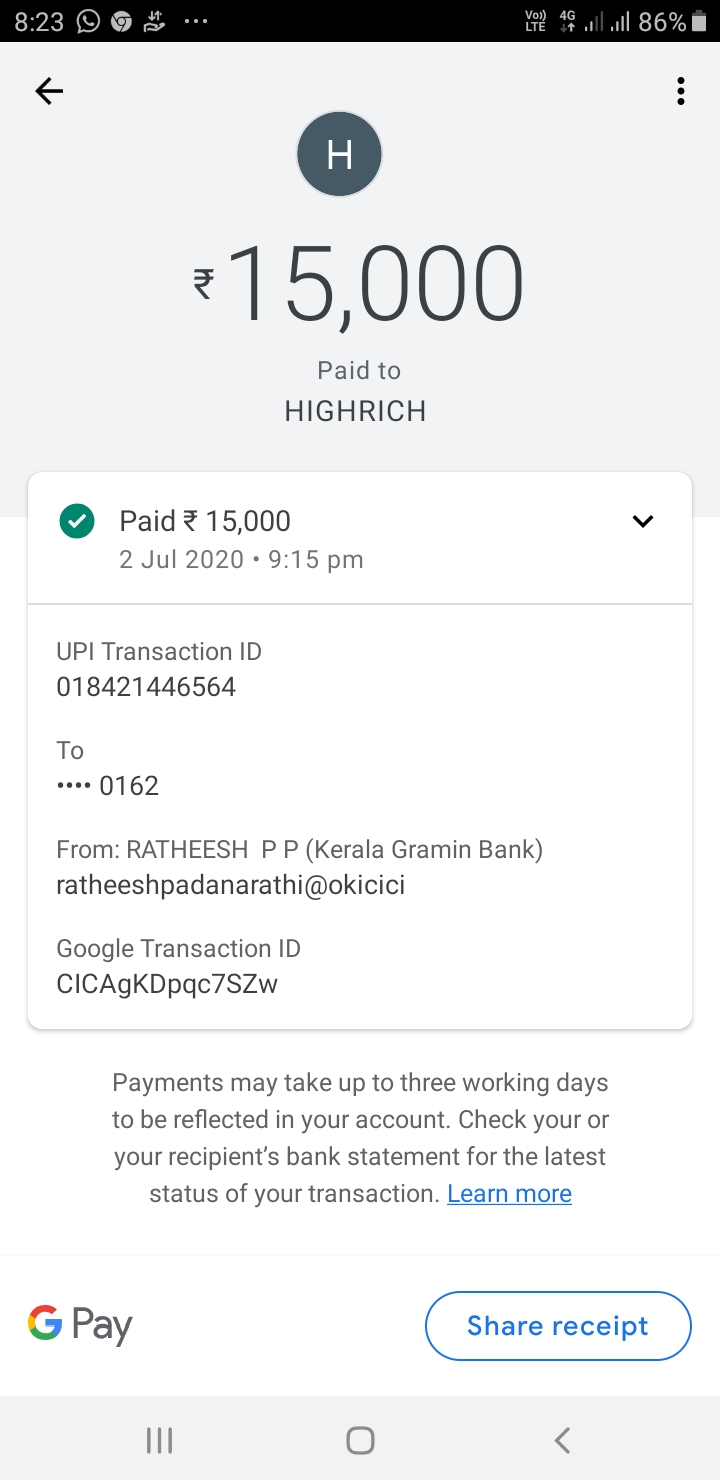 8:23
Vo)) LTE 4G 86%
H
₹15,000
Paid to
HIGHRICH
Paid ₹ 15,000
2 Jul 2020 • 9:15 pm
UPI Transaction ID
018421446564
To
•••• 0162
From: RATHEESH  P P (Kerala Gramin Bank)
ratheeshpadanarathi@okicici
Google Transaction ID
CICAgKDpqc7SZw
Payments may take up to three working days
to be reflected in your account. Check your or
your recipient's bank statement for the latest
status of your transaction. Learn more
G Pay
Share receipt